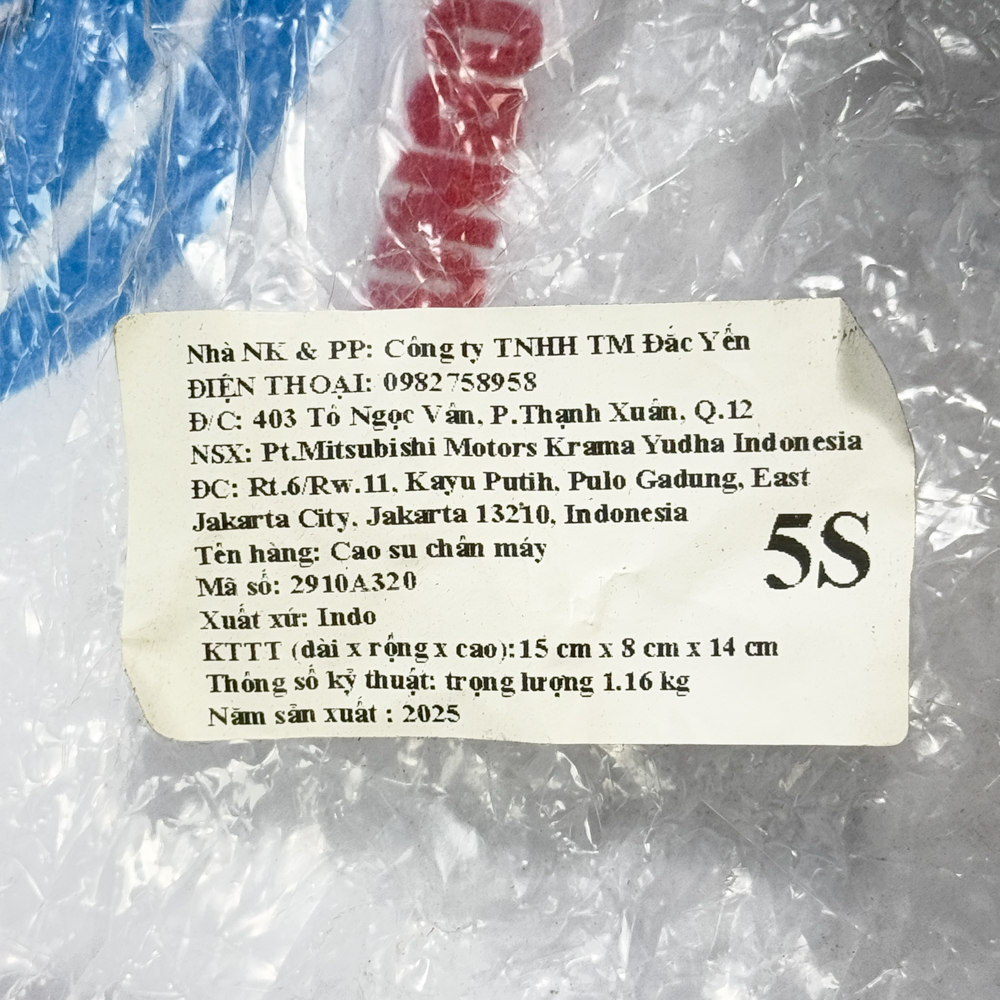 Nhà NK & PP: Công ty TNHH TM Đắc Yến
ĐIỆN THOẠI: 0982758958
Đ/C: 403 Tô Ngọc Vân, P.Thạnh Xuân, Q.12
NSX: Pt.Mitsubishi Motors Krama Yudha Indonesia
ĐC: Rt.6/Rw.11, Kayu Putih, Pulo Gadung, East
Jakarta City, Jakarta 13210, Indonesia
Tên hàng: Cao su chân máy
Mã số: 2910A320
5S
Xuất xứ: Indo
KTTT (dài x rộng x cao):15 cm x 8 cm x 14 cm
Thông số kỹ thuật: trọng lượng 1.16 kg
Năm sản xuất : 2025